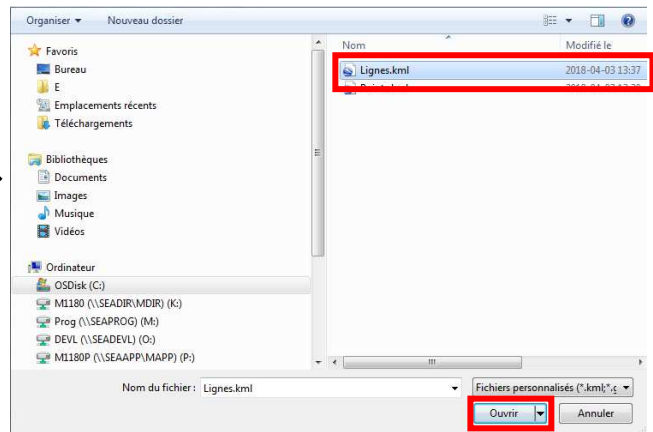 Organiser Nouveau dossier
Nom Modifié le
Favoris
Bureau
E
Emplacements récents
Téléchargements
Bibliothèques
Documents
Images
Musique
Vidéos
Ordinateur
OSDisk (C:)
M1180 (\\SEADIR\MDIR) (K:)
Prog (\\SEAPROG) (M:)
DEVL (\\SEADEVL) (O:)
M1180P (\\SEAAPP\MAPP) (P:)
Lignes.kml 2018-04-03 13:37
Nom du fichier : Lignes.kml
Fichiers personnalisés (*.kml;*.g
Ouvrir Annuler